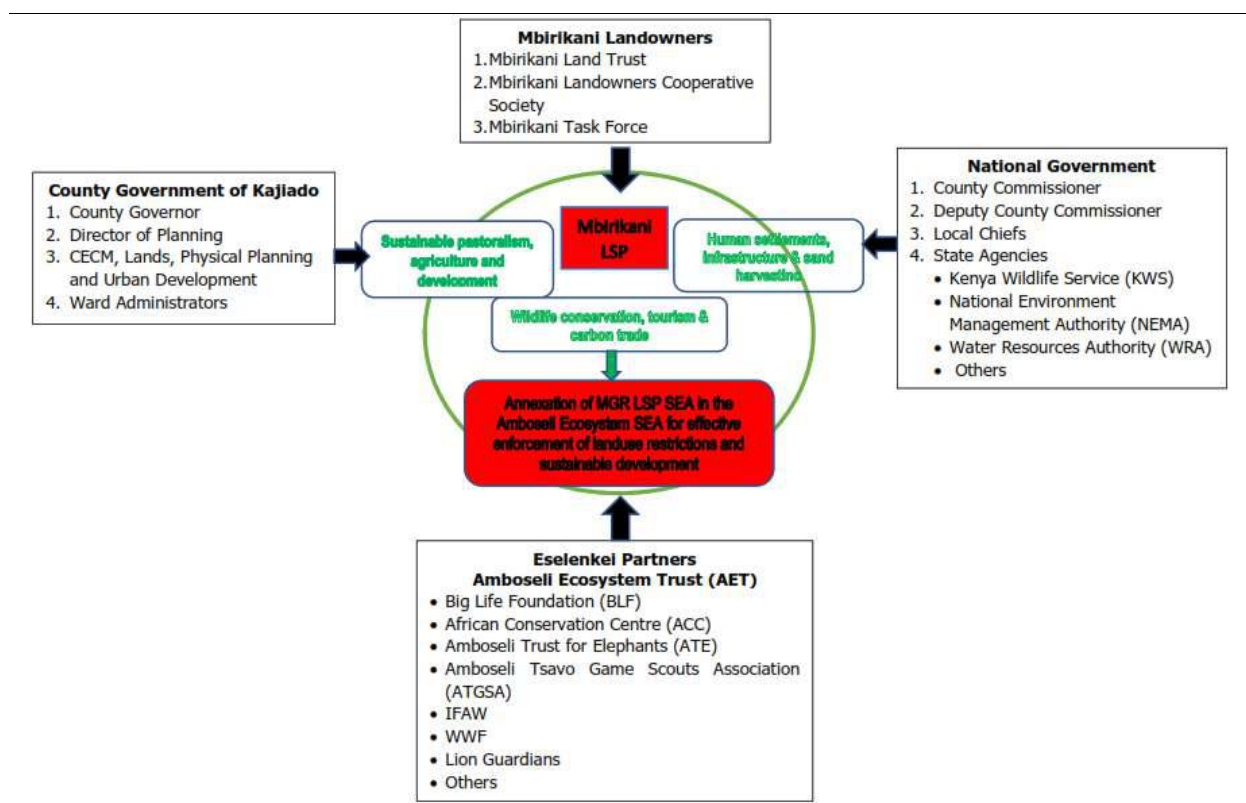 Mbirikani Landowners
1.Mbirikani Land Trust
2.Mbirikani Landowners Cooperative
Society
3.Mbirikani Task Force
County Government of Kajiado
1. County Governor
2. Director of Planning
3. CECM, Lands, Physical Planning
and Urban Development
4. Ward Administrators
National Government
1. County Commissioner
2. Deputy County Commissioner
3. Local Chiefs
4. State Agencies
• Kenya Wildlife Service (KWS)
• National Environment
Management Authority (NEMA)
• Water Resources Authority (WRA)
• Others
Mbirikani
LSP
Sustainable pastoralism,
agriculture and
development
Human settlements,
infrastructure & sand
harvesting
Wildlife conservation, tourism &
carbon trade
Annexation of MGR LSP SEA in the
Amboseli Ecosystem SEA for effective
enforcement of landuse restrictions and
sustainable development
Eselenkei Partners
Amboseli Ecosystem Trust (AET)
• Big Life Foundation (BLF)
• African Conservation Centre (ACC)
• Amboseli Trust for Elephants (ATE)
• Amboseli Tsavo Game Scouts Association
(ATGSA)
• IFAW
• WWF
• Lion Guardians
• Others